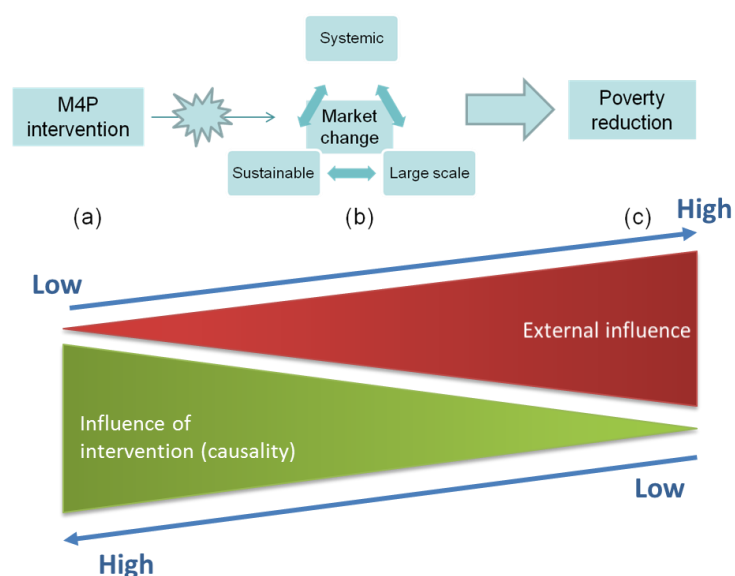 Systemic
M4P
intervention
Market
change
Poverty
reduction
Sustainable
Large scale
(a)
(b)
(c)
High
Low
External influence
Influence of
intervention (causality)
Low
High